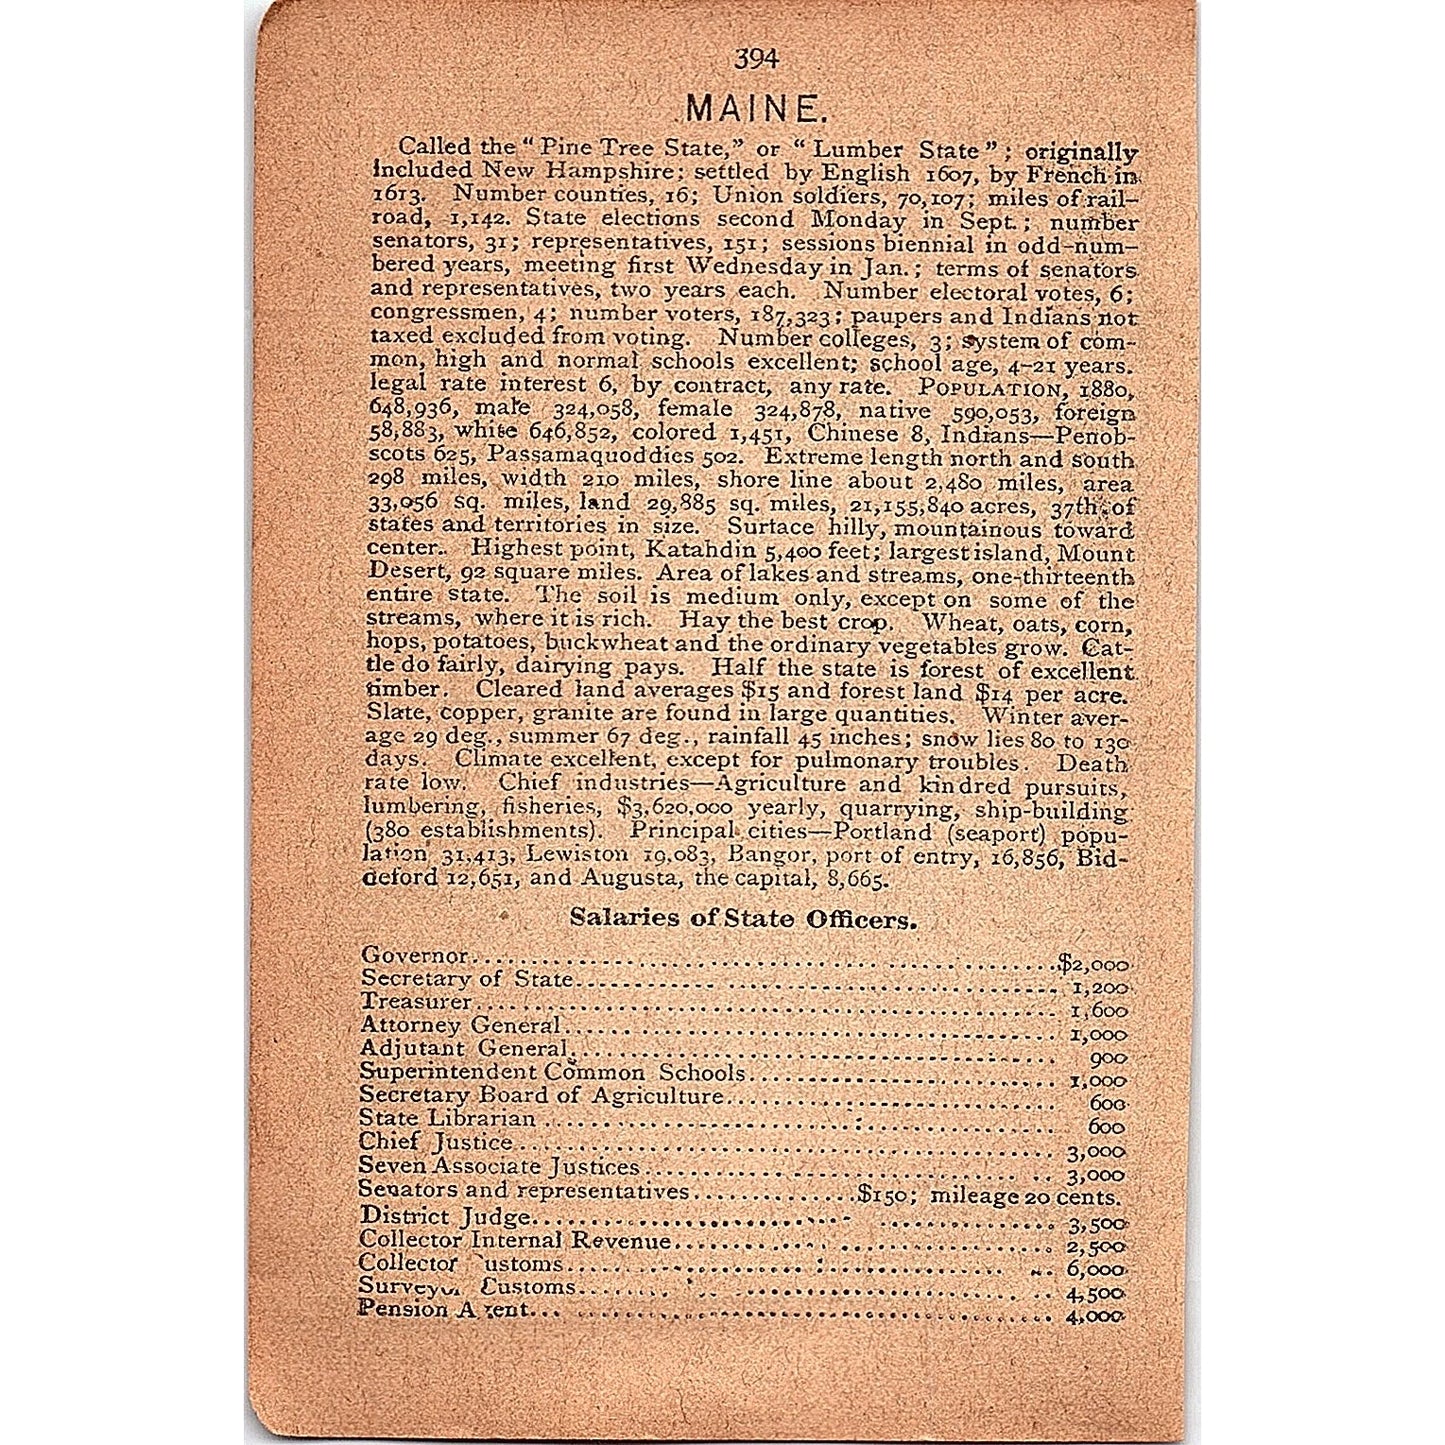 394
MAINE.
Called the "Pine Tree State," or "Lumber State"; originally
included New Hampshire; settled by English 1607, by French in
1613. Number counties, 16; Union soldiers, 70,107; miles of rail-
road, 1,142. State elections second Monday in Sept.; number
senators, 31; representatives, 151; sessions biennial in odd-num-
bered years, meeting first Wednesday in Jan.; terms of senators
and representatives, two years each. Number electoral votes, 6;
congressmen, 4; number voters, 187,323; paupers and Indians not
taxed excluded from voting. Number colleges, 3; system of com-
mon, high and normal schools excellent; school age, 4-21 years.
legal rate interest 6, by contract, any rate. POPULATION, 1880,
648,936, male 324,058, female 324,878, native 590,053, foreign
58,883, white 646,852, colored 1,451, Chinese 8, Indians—Penob-
scots 625, Passamaquoddies 502. Extreme length north and south
298 miles, width 210 miles, shore line about 2,480 miles, area
33,056 sq. miles, land 29,885 sq. miles, 21,155,840 acres, 37th of
states and territories in size. Surface hilly, mountainous toward
center. Highest point, Katahdin 5,400 feet; largest island, Mount
Desert, 92 square miles. Area of lakes and streams, one-thirteenth
entire state. The soil is medium only, except on some of the
streams, where it is rich. Hay the best crop. Wheat, oats, corn,
hops, potatoes, buckwheat and the ordinary vegetables grow. Cat-
tle do fairly, dairying pays. Half the state is forest of excellent
timber. Cleared land averages $15 and forest land $14 per acre.
Slate, copper, granite are found in large quantities. Winter aver-
age 29 deg., summer 67 deg., rainfall 45 inches; snow lies 80 to 130
days. Climate excellent, except for pulmonary troubles. Death
rate low. Chief industries—Agriculture and kindred pursuits,
lumbering, fisheries, $3,620,000 yearly, quarrying, ship-building
(380 establishments). Principal cities—Portland (seaport) popu-
lation 31,413, Lewiston 19,083, Bangor, port of entry, 16,856, Bid-
deford 12,651, and Augusta, the capital, 8,665.
Salaries of State Officers.
Governor $2,000
Secretary of State 1,200
Treasurer 1,600
Attorney General 1,000
Adjutant General 900
Superintendent Common Schools 1,000
Secretary Board of Agriculture 600
State Librarian 600
Chief Justice 3,000
Seven Associate Justices 3,000
Senators and representatives $150; mileage 20 cents.
District Judge 3,500
Collector Internal Revenue 2,500
Collector Customs 6,000
Surveyor Customs 4,500
Pension Agent 4,000